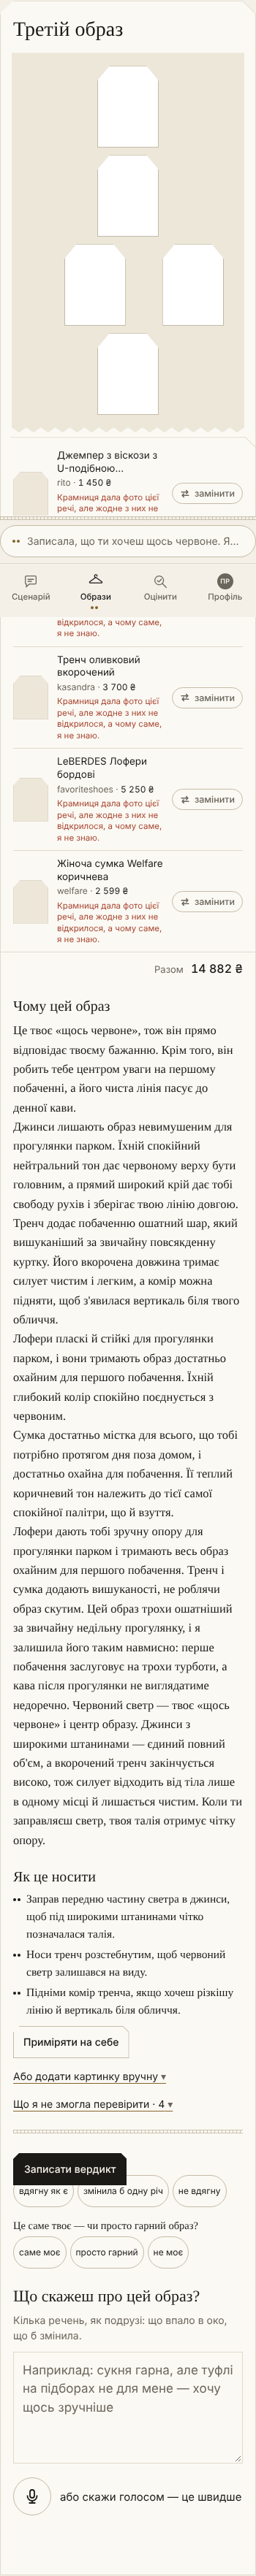 Третій образ
Джемпер з віскози з
U-подібною...
rito · 1 450 ₴
Крамниця дала фото цієї
речі, але жодне з них не
замінити
Записала, що ти хочеш щось червоне. Я...
Сценарій
Образи
Оцінити
ПР
Профіль
відкрилося, а чому саме,
я не знаю.
Тренч оливковий
вкорочений
kasandra · 3 700 ₴
Крамниця дала фото цієї
речі, але жодне з них не
відкрилося, а чому саме,
я не знаю.
замінити
LeBERDES Лофери
бордові
favoriteshoes · 5 250 ₴
Крамниця дала фото цієї
речі, але жодне з них не
відкрилося, а чому саме,
я не знаю.
замінити
Жіноча сумка Welfare
коричнева
welfare · 2 599 ₴
Крамниця дала фото цієї
речі, але жодне з них не
відкрилося, а чому саме,
я не знаю.
замінити
Разом 14 882 ₴
Чому цей образ
Це твоє «щось червоне», тож він прямо
відповідає твоєму бажанню. Крім того, він
робить тебе центром уваги на першому
побаченні, а його чиста лінія пасує до
денної кави.
Джинси лишають образ невимушеним для
прогулянки парком. Їхній спокійний
нейтральний тон дає червоному верху бути
головним, а прямий широкий крій дає тобі
свободу рухів і зберігає твою лінію довгою.
Тренч додає побаченню ошатний шар, який
вишуканіший за звичайну повсякденну
куртку. Його вкорочена довжина тримає
силует чистим і легким, а комір можна
підняти, щоб з'явилася вертикаль біля твого
обличчя.
Лофери пласкі й стійкі для прогулянки
парком, і вони тримають образ достатньо
охайним для першого побачення. Їхній
глибокий колір спокійно поєднується з
червоним.
Сумка достатньо містка для всього, що тобі
потрібно протягом дня поза домом, і
достатньо охайна для побачення. Її теплий
коричневий тон належить до тієї самої
спокійної палітри, що й взуття.
Лофери дають тобі зручну опору для
прогулянки парком і тримають весь образ
охайним для першого побачення. Тренч і
сумка додають вишуканості, не роблячи
образ скутим. Цей образ трохи ошатніший
за звичайну недільну прогулянку, і я
залишила його таким навмисно: перше
побачення заслуговує на трохи турботи, а
кава після прогулянки не виглядатиме
недоречно. Червоний светр — твоє «щось
червоне» і центр образу. Джинси з
широкими штанинами — єдиний повний
об'єм, а вкорочений тренч закінчується
високо, тож силует відходить від тіла лише
в одному місці й лишається чистим. Коли ти
заправляєш светр, твоя талія отримує чітку
опору.
Як це носити
Заправ передню частину светра в джинси,
щоб під широкими штанинами чітко
позначалася талія.
Носи тренч розстебнутим, щоб червоний
светр залишався на виду.
Підніми комір тренча, якщо хочеш різкішу
лінію й вертикаль біля обличчя.
Приміряти на себе
Або додати картинку вручну ▾
Що я не змогла перевірити · 4 ▾
Записати вердикт
вдягну як є
змінила б одну річ
не вдягну
Це саме твоє — чи просто гарний образ?
саме моє
просто гарний
не моє
Що скажеш про цей образ?
Кілька речень, як подрузі: що впало в око,
що б змінила.
Наприклад: сукня гарна, але туфлі
на підборах не для мене — хочу
щось зручніше
або скажи голосом — це швидше